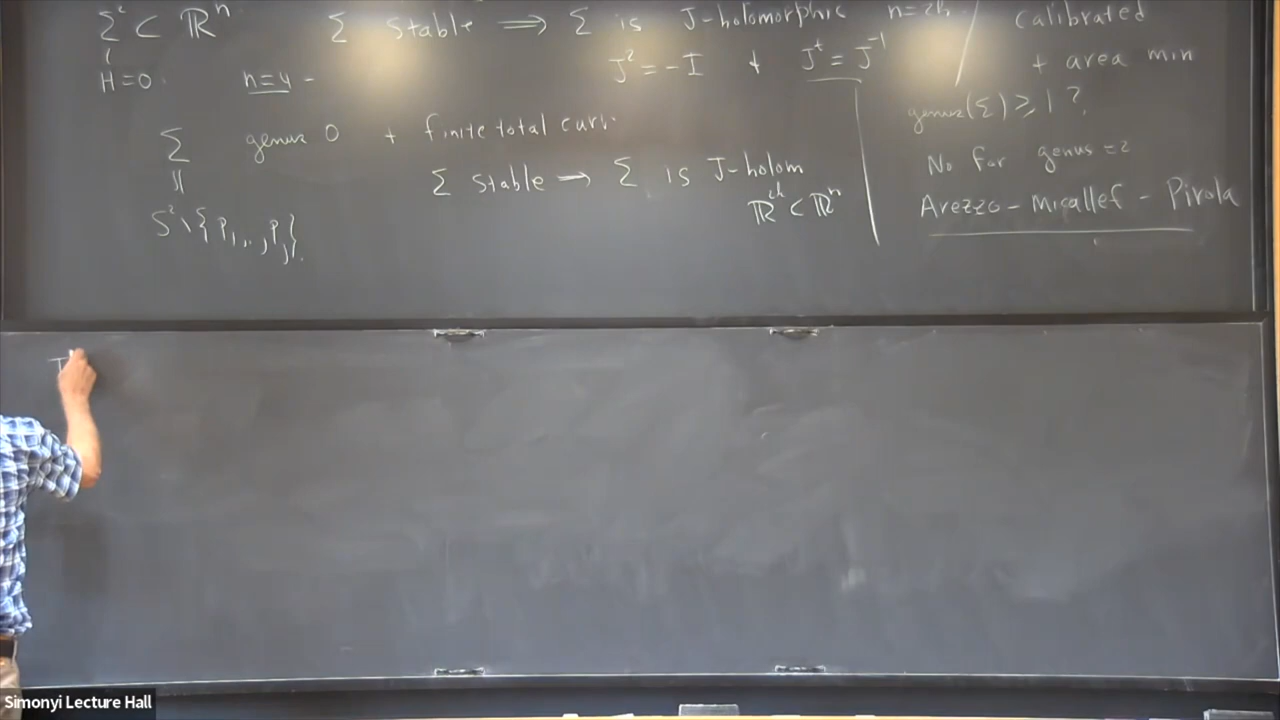 Σ² ⊂ ℝⁿ Σ Stable ⟹ Σ is J-holomorphic n=2k / Calibrated
H=0 n=4 - J² = -I + Jᵗ = J⁻¹ + area min
genus(Σ) ≥ 1 ?
Σ genus 0 + finite total curv.
No for genus = 2
Σ Stable → Σ is J-holom
Arezzo - Micallef - Pirola
ℝ²ᵏ ⊂ ℝⁿ
S² \ {P₁,..,P_j}
T
Simonyi Lecture Hall